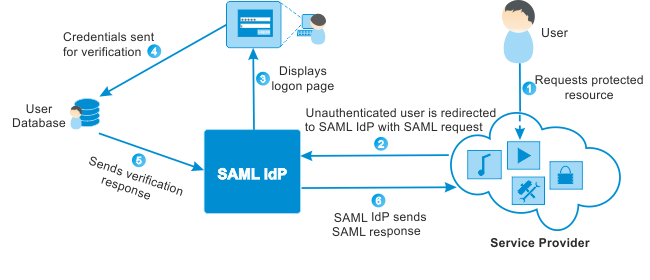 Credentials sent
for verification
4
User
1
Requests protected
resource
3
Displays
logon page
User
Database
Unauthenticated user is redirected
to SAML IdP with SAML request
2
5
Sends verification
response
SAML IdP
6
SAML IdP sends
SAML response
Service Provider